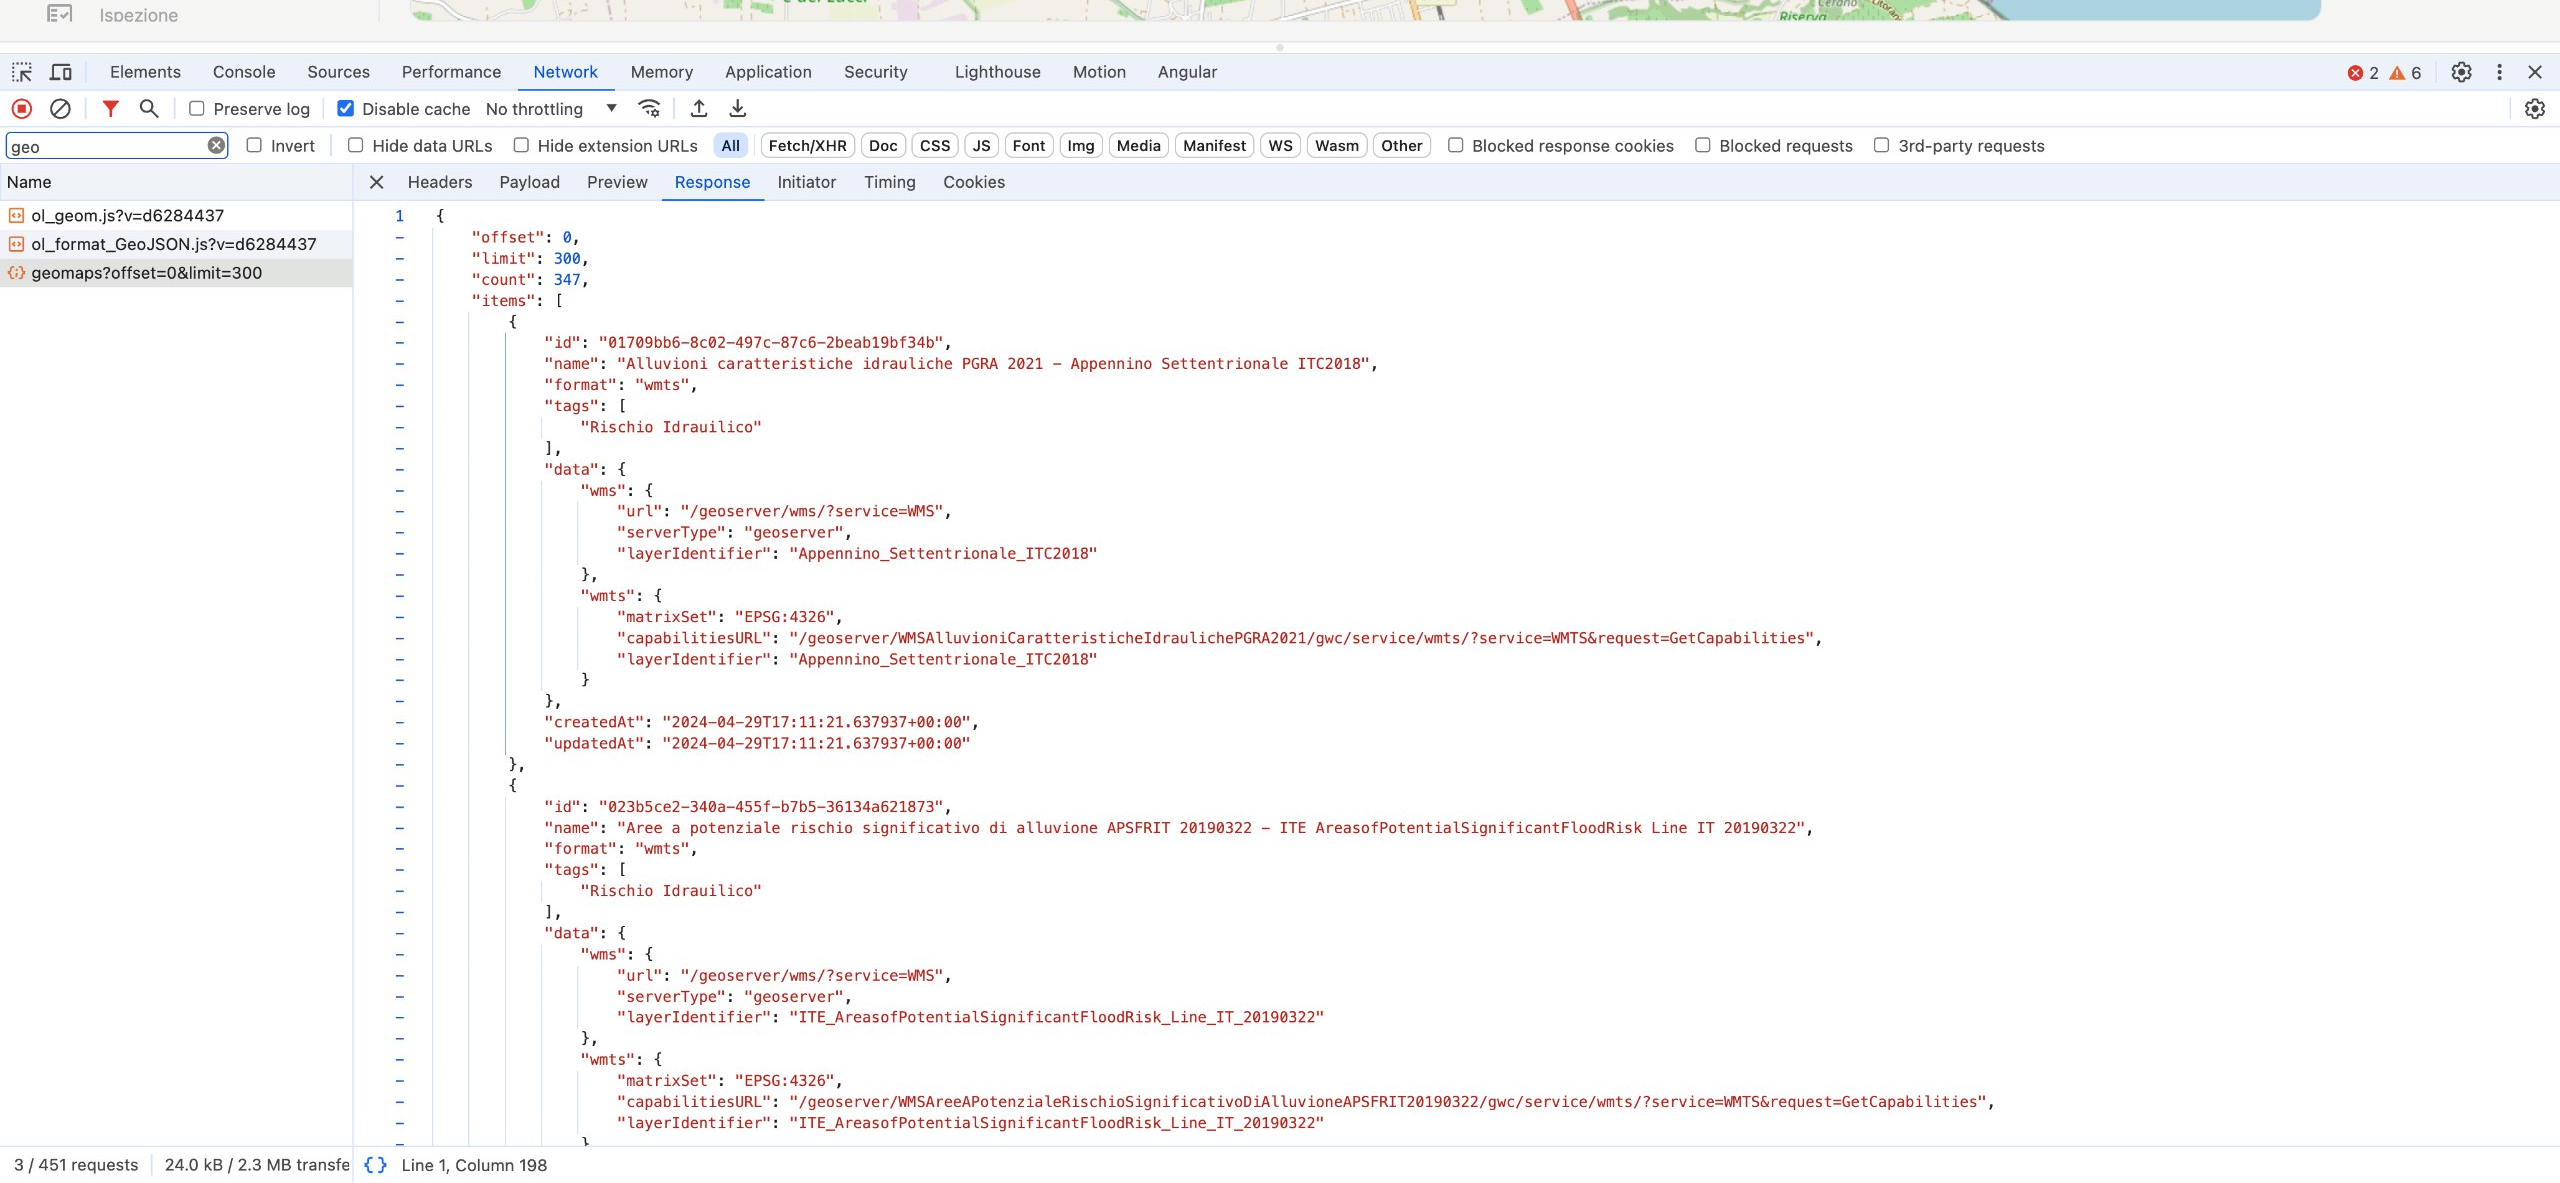 Ispezione
Riserva
Elements Console Sources Performance Network Memory Application Security Lighthouse Motion Angular 2 6
Preserve log Disable cache No throttling
geo Invert Hide data URLs Hide extension URLs All Fetch/XHR Doc CSS JS Font Img Media Manifest WS Wasm Other Blocked response cookies Blocked requests 3rd-party requests
Name
ol_geom.js?v=d6284437
ol_format_GeoJSON.js?v=d6284437
geomaps?offset=0&limit=300
Headers Payload Preview Response Initiator Timing Cookies
1 {
"offset": 0,
"limit": 300,
"count": 347,
"items": [
{
"id": "01709bb6-8c02-497c-87c6-2beab19bf34b",
"name": "Alluvioni caratteristiche idrauliche PGRA 2021 - Appennino Settentrionale ITC2018",
"format": "wmts",
"tags": [
"Rischio Idrauilico"
],
"data": {
"wms": {
"url": "/geoserver/wms/?service=WMS",
"serverType": "geoserver",
"layerIdentifier": "Appennino_Settentrionale_ITC2018"
},
"wmts": {
"matrixSet": "EPSG:4326",
"capabilitiesURL": "/geoserver/WMSAlluvioniCaratteristicheIdraulichePGRA2021/gwc/service/wmts/?service=WMTS&request=GetCapabilities",
"layerIdentifier": "Appennino_Settentrionale_ITC2018"
}
},
"createdAt": "2024-04-29T17:11:21.637937+00:00",
"updatedAt": "2024-04-29T17:11:21.637937+00:00"
},
{
"id": "023b5ce2-340a-455f-b7b5-36134a621873",
"name": "Aree a potenziale rischio significativo di alluvione APSFRIT 20190322 - ITE AreasofPotentialSignificantFloodRisk Line IT 20190322",
"format": "wmts",
"tags": [
"Rischio Idrauilico"
],
"data": {
"wms": {
"url": "/geoserver/wms/?service=WMS",
"serverType": "geoserver",
"layerIdentifier": "ITE_AreasofPotentialSignificantFloodRisk_Line_IT_20190322"
},
"wmts": {
"matrixSet": "EPSG:4326",
"capabilitiesURL": "/geoserver/WMSAreeAPotenzialeRischioSignificativoDiAlluvioneAPSFRIT20190322/gwc/service/wmts/?service=WMTS&request=GetCapabilities",
"layerIdentifier": "ITE_AreasofPotentialSignificantFloodRisk_Line_IT_20190322"
}
3 / 451 requests 24.0 kB / 2.3 MB transfe {} Line 1, Column 198